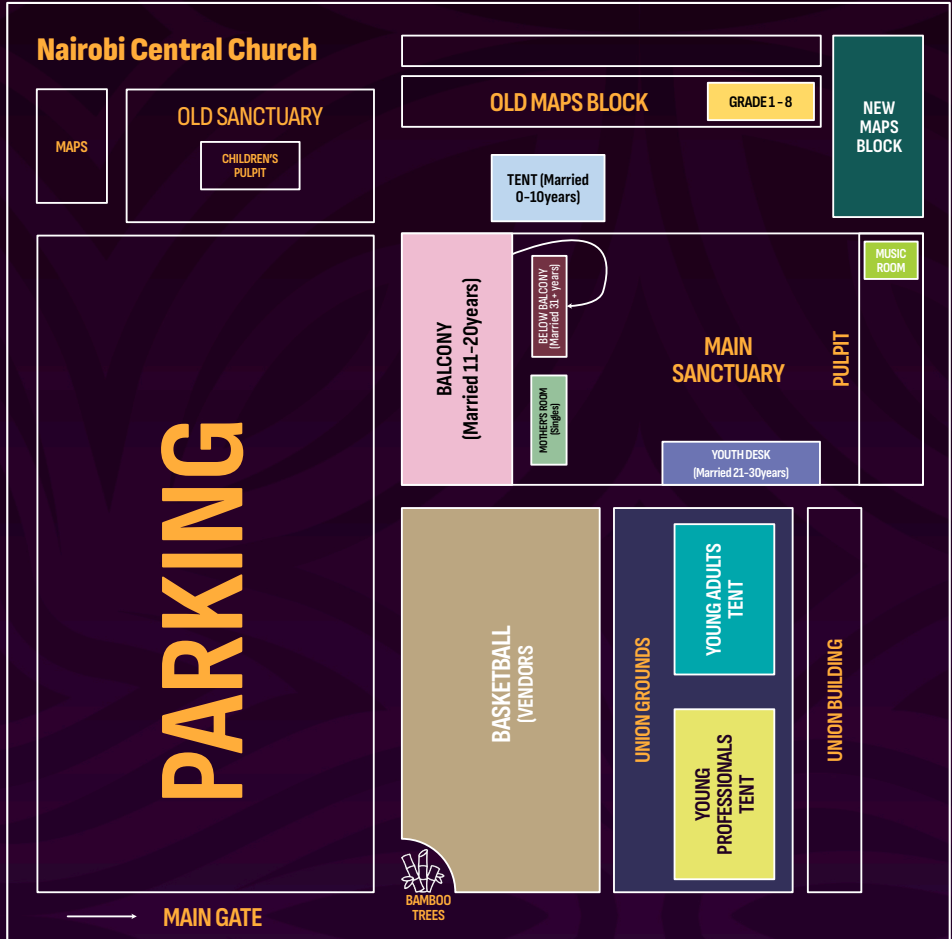 Nairobi Central Church
MAPS
OLD SANCTUARY
CHILDREN'S
PULPIT
OLD MAPS BLOCK
GRADE 1 - 8
NEW
MAPS
BLOCK
TENT (Married
0-10years)
BALCONY
(Married 11-20years)
BELOW BALCONY
(Married 31+ years)
MOTHER'S ROOM
(Singles)
MAIN
SANCTUARY
PULPIT
MUSIC
ROOM
YOUTH DESK
(Married 21-30years)
PARKING
BASKETBALL
(VENDORS
UNION GROUNDS
YOUNG ADULTS
TENT
YOUNG
PROFESSIONALS
TENT
UNION BUILDING
BAMBOO
TREES
MAIN GATE